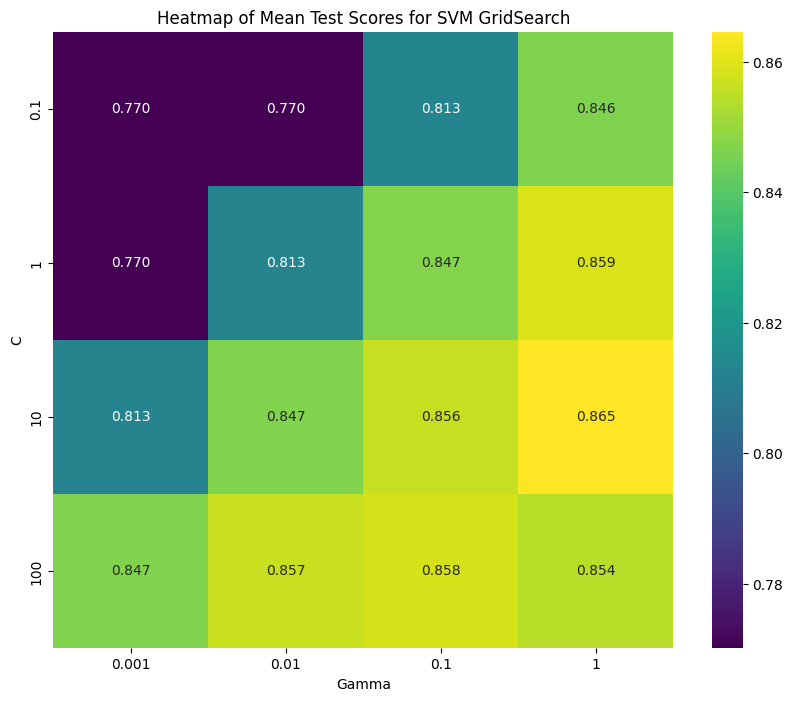 Heatmap of Mean Test Scores for SVM GridSearch
0.1
0.770 0.770 0.813 0.846
1
0.770 0.813 0.847 0.859
C
10
0.813 0.847 0.856 0.865
100
0.847 0.857 0.858 0.854
0.001 0.01 0.1 1
Gamma
0.86
0.84
0.82
0.80
0.78